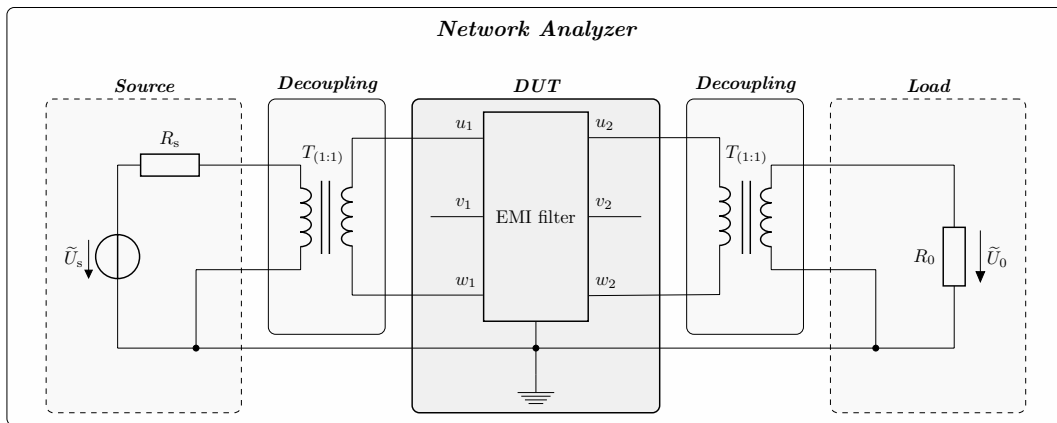 Network Analyzer
Source
Decoupling
DUT
Decoupling
Load
R_s
T_(1:1)
u_1
u_2
T_(1:1)
v_1
v_2
EMI filter
Ũ_s
R_0
Ũ_0
w_1
w_2